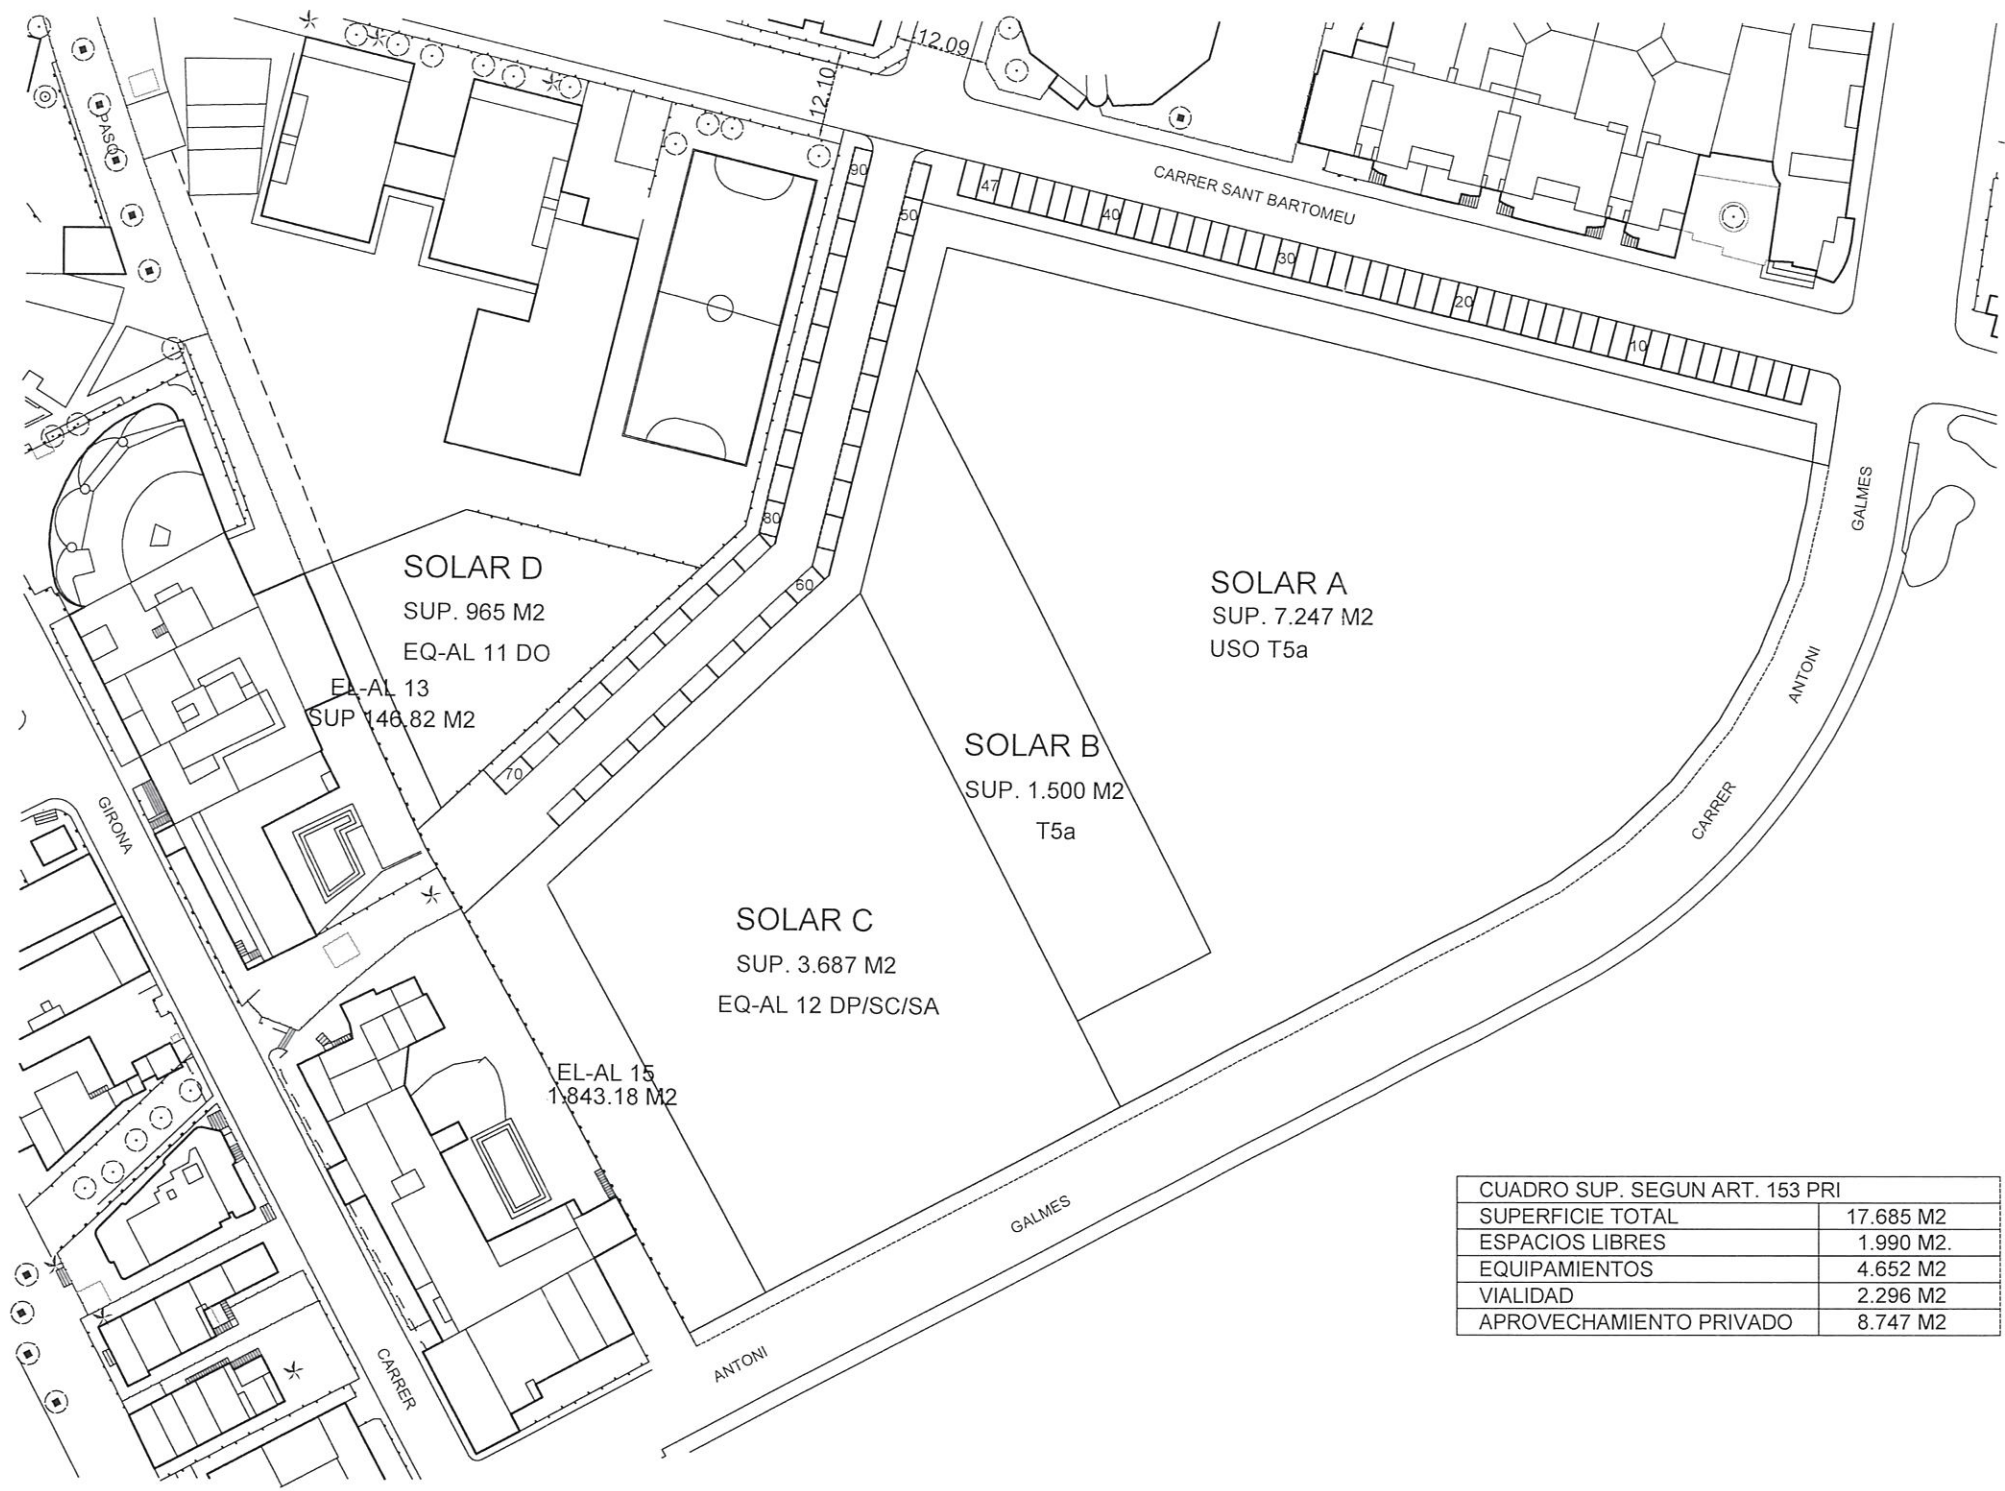 12.09
12.10
PASO
90
50
47
40
30
20
10
CARRER SANT BARTOMEU
GALMES
ANTONI
CARRER
80
60
70
SOLAR D
SUP. 965 M2
EQ-AL 11 DO
EL-AL 13
SUP 146.82 M2
SOLAR A
SUP. 7.247 M2
USO T5a
SOLAR B
SUP. 1.500 M2
T5a
SOLAR C
SUP. 3.687 M2
EQ-AL 12 DP/SC/SA
EL-AL 15
1.843.18 M2
GIRONA
CARRER
GALMES
ANTONI
CUADRO SUP. SEGUN ART. 153 PRI
SUPERFICIE TOTAL 17.685 M2
ESPACIOS LIBRES 1.990 M2.
EQUIPAMIENTOS 4.652 M2
VIALIDAD 2.296 M2
APROVECHAMIENTO PRIVADO 8.747 M2